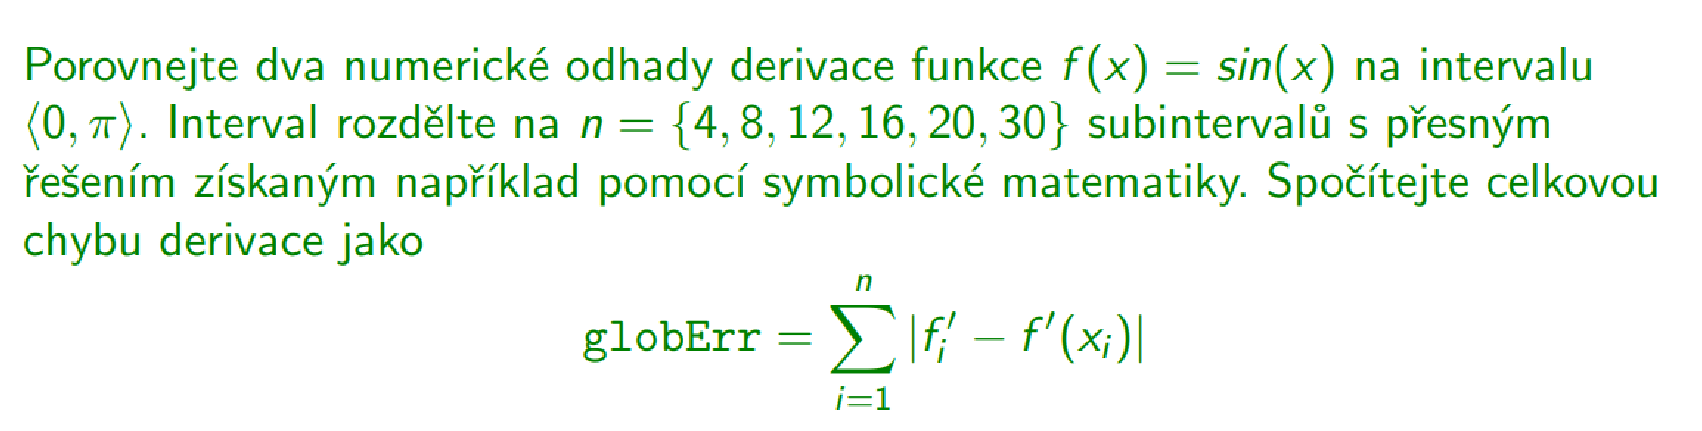 Porovnejte dva numerické odhady derivace funkce f(x) = sin(x) na intervalu
⟨0, π⟩. Interval rozdělte na n = {4, 8, 12, 16, 20, 30} subintervalů s přesným
řešením získaným například pomocí symbolické matematiky. Spočítejte celkovou
chybu derivace jako
globErr = ∑_{i=1}^{n} |f′_i − f′(x_i)|